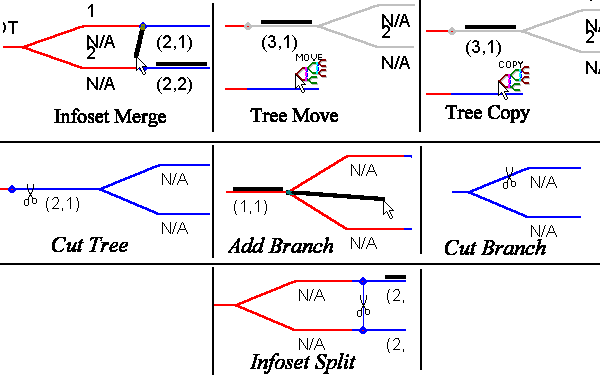 1
N/A
2
(2,1)
N/A
(2,2)
Infoset Merge
N/A
2
(3,1)
N/A
MOVE
Tree Move
2
(3,1)
COPY
Tree Copy
N/A
(2,1)
N/A
Cut Tree
N/A
(1,1)
N/A
Add Branch
N/A
N/A
Cut Branch
N/A
(2,
N/A
(2,
Infoset Split